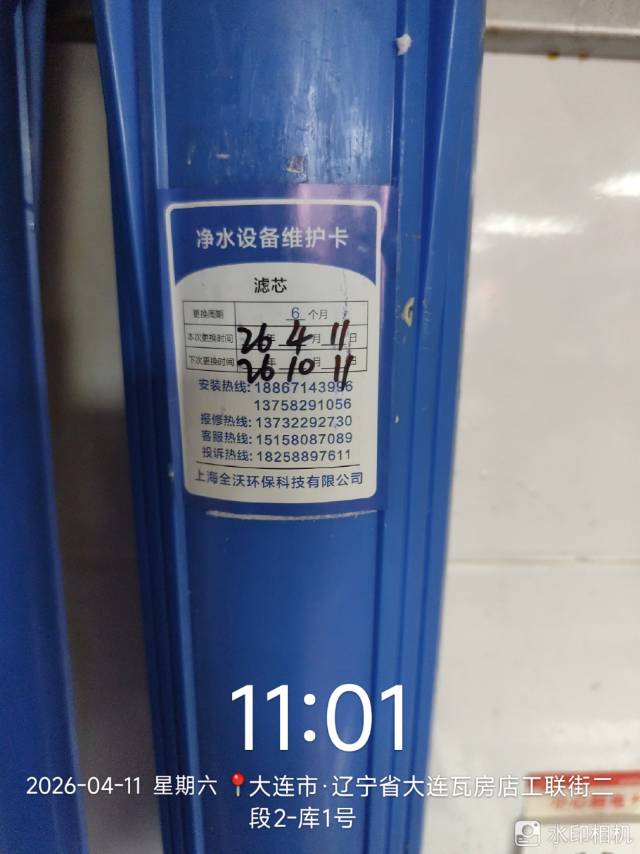 净水设备维护卡
滤芯
更换周期 6 个月
本次更换时间 26 年 4 月 11 日
下次更换时间 26 年 10 月 11 日
安装热线: 18867143996
13758291056
报修热线: 13732292730
客服热线: 15158087089
投诉热线: 18258897611
上海全沃环保科技有限公司
11:01
2026-04-11 星期六 大连市·辽宁省大连瓦房店工联街二
段2-库1号
水印相机